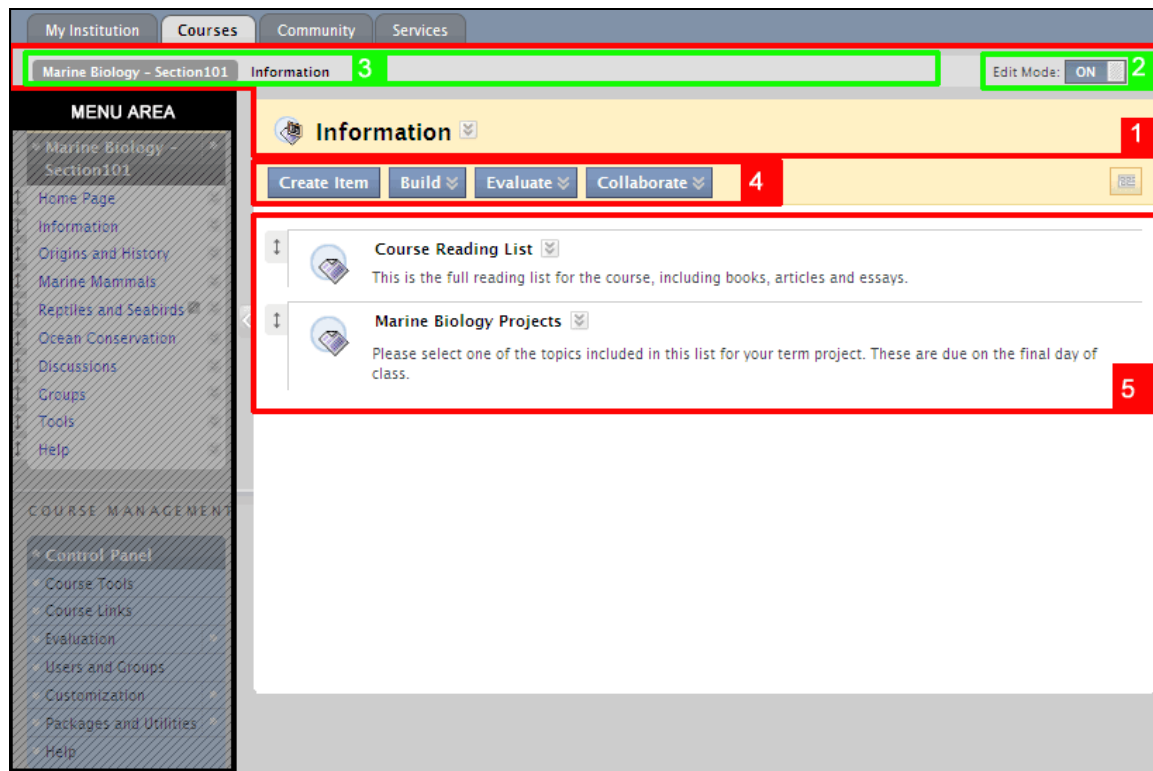 My Institution Courses Community Services
Marine Biology - Section101 Information 3 Edit Mode: ON 2
MENU AREA
Information 1
* Marine Biology -
Section101
Create Item Build Evaluate Collaborate 4
Home Page
Information
Origins and History
Marine Mammals
Reptiles and Seabirds
Ocean Conservation
Discussions
Groups
Tools
Help
Course Reading List
This is the full reading list for the course, including books, articles and essays.
Marine Biology Projects
Please select one of the topics included in this list for your term project. These are due on the final day of
class.
5
COURSE MANAGEMENT
Control Panel
Course Tools
Course Links
Evaluation
Users and Groups
Customization
Packages and Utilities
Help